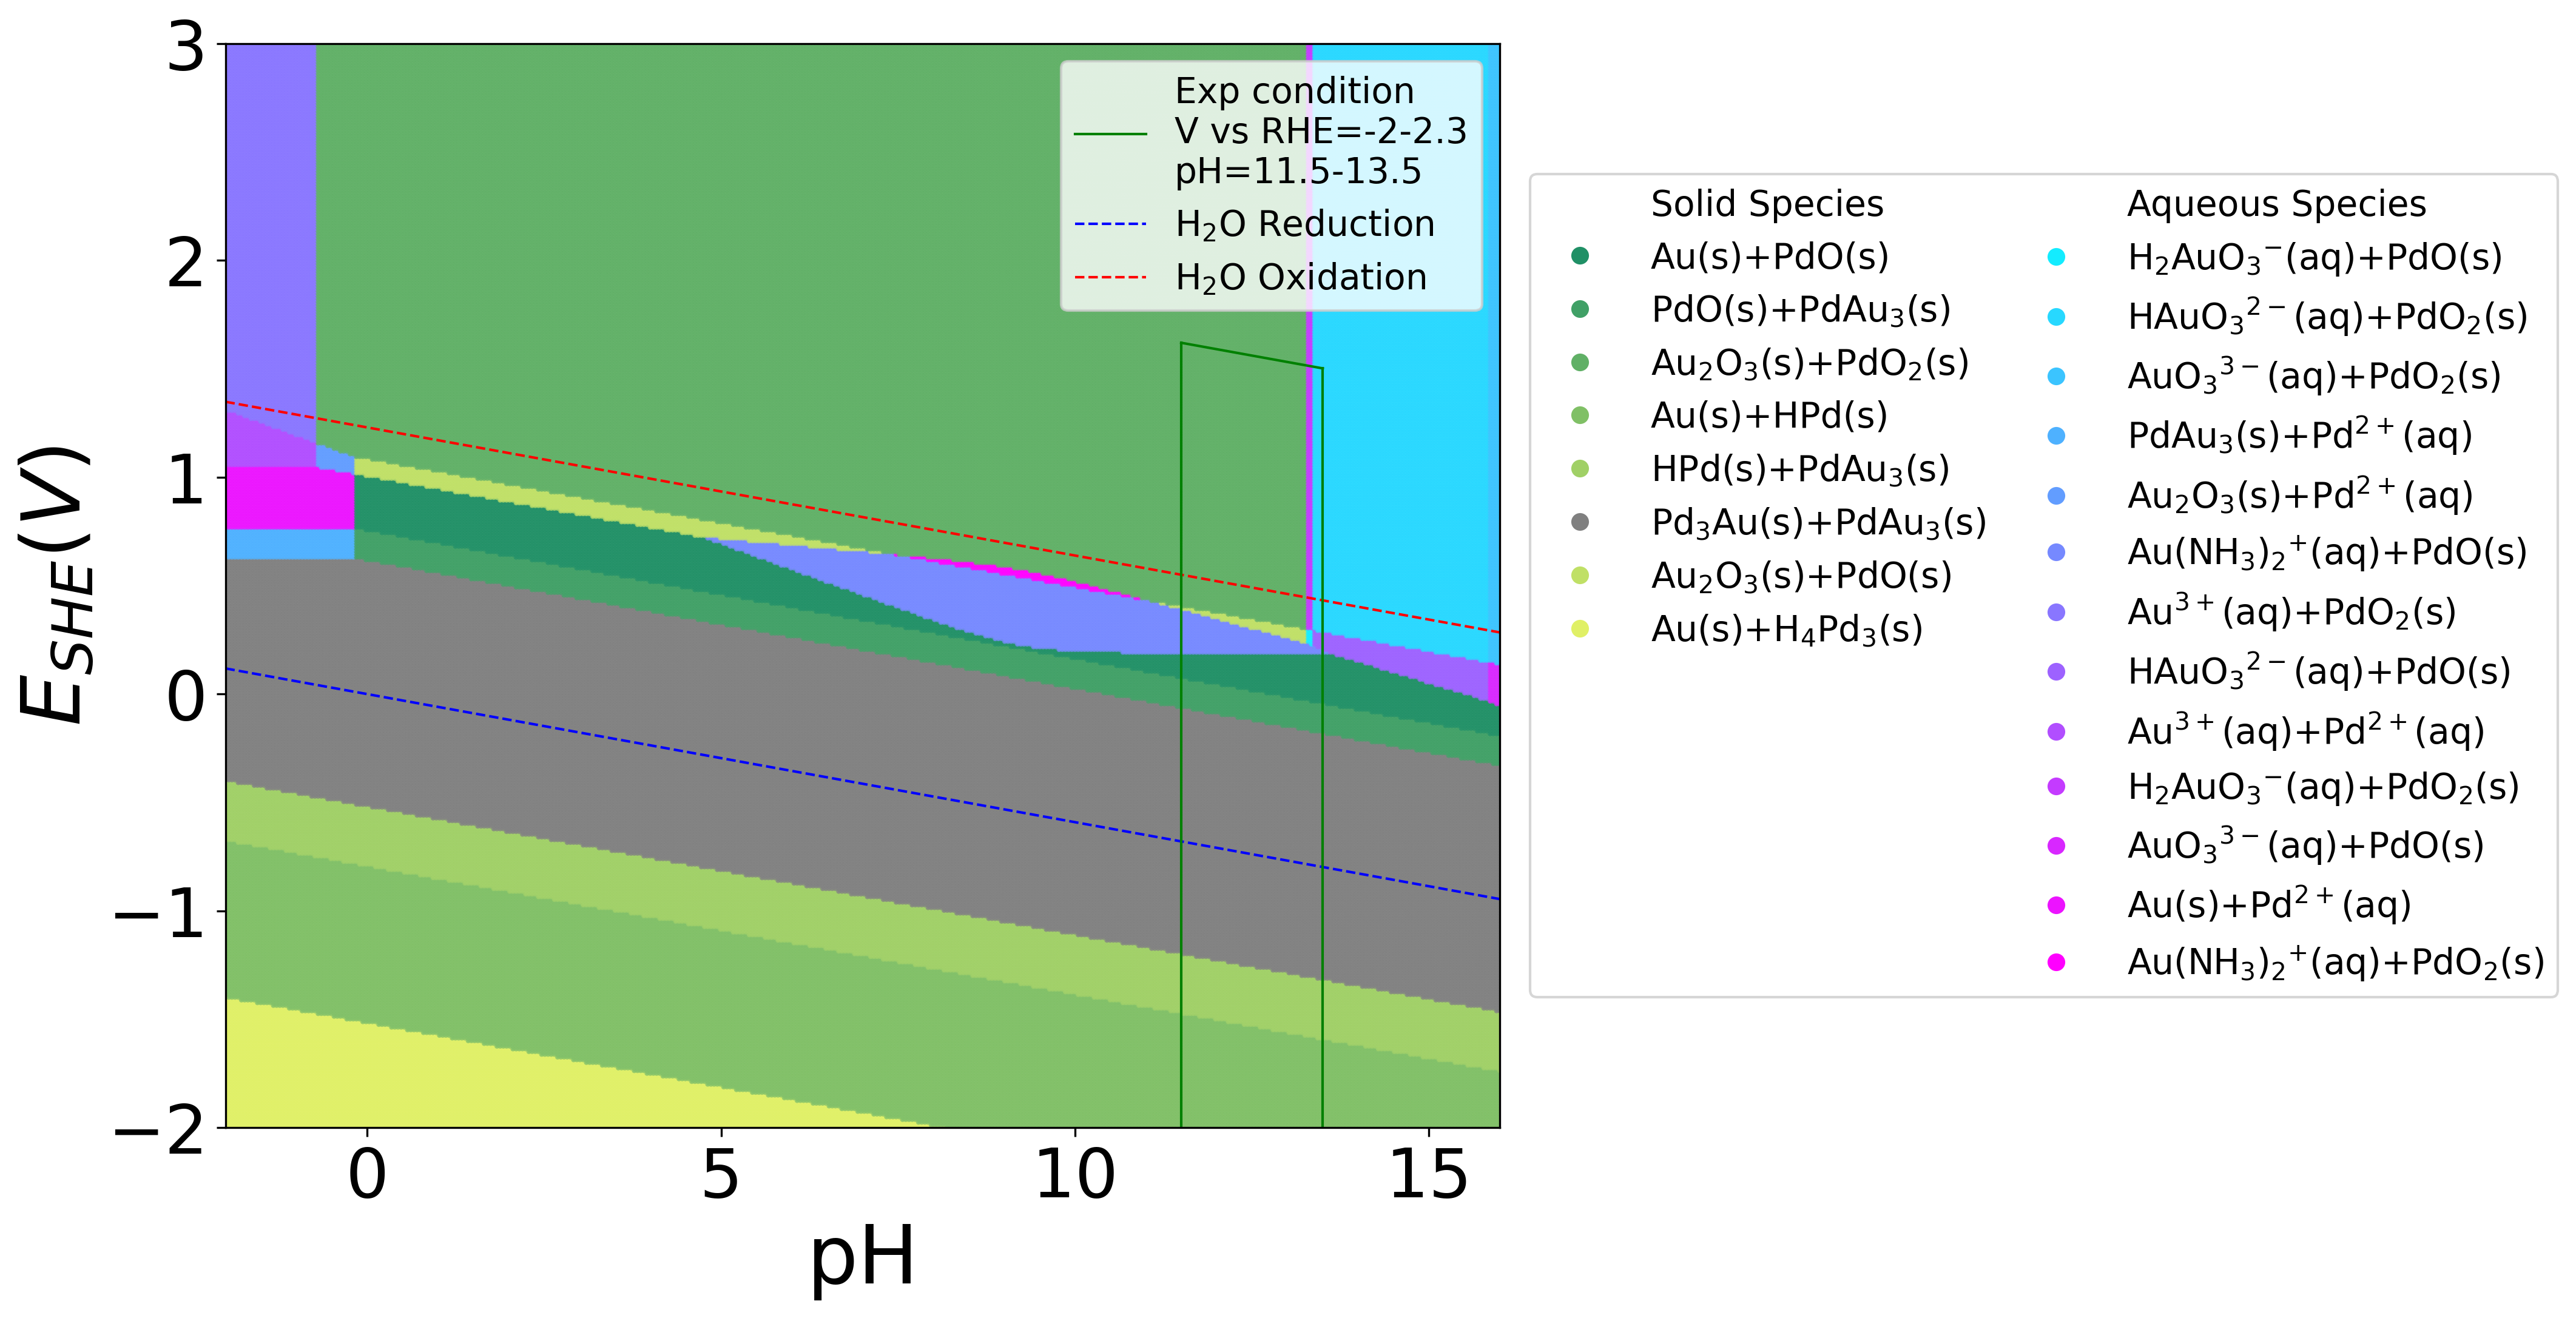 3
2
1
0
−1
−2
E_SHE(V)
0
5
10
15
pH
Exp condition
V vs RHE=-2-2.3
pH=11.5-13.5
H₂O Reduction
H₂O Oxidation
Solid Species
Au(s)+PdO(s)
PdO(s)+PdAu₃(s)
Au₂O₃(s)+PdO₂(s)
Au(s)+HPd(s)
HPd(s)+PdAu₃(s)
Pd₃Au(s)+PdAu₃(s)
Au₂O₃(s)+PdO(s)
Au(s)+H₄Pd₃(s)
Aqueous Species
H₂AuO₃⁻(aq)+PdO(s)
HAuO₃²⁻(aq)+PdO₂(s)
AuO₃³⁻(aq)+PdO₂(s)
PdAu₃(s)+Pd²⁺(aq)
Au₂O₃(s)+Pd²⁺(aq)
Au(NH₃)₂⁺(aq)+PdO(s)
Au³⁺(aq)+PdO₂(s)
HAuO₃²⁻(aq)+PdO(s)
Au³⁺(aq)+Pd²⁺(aq)
H₂AuO₃⁻(aq)+PdO₂(s)
AuO₃³⁻(aq)+PdO(s)
Au(s)+Pd²⁺(aq)
Au(NH₃)₂⁺(aq)+PdO₂(s)